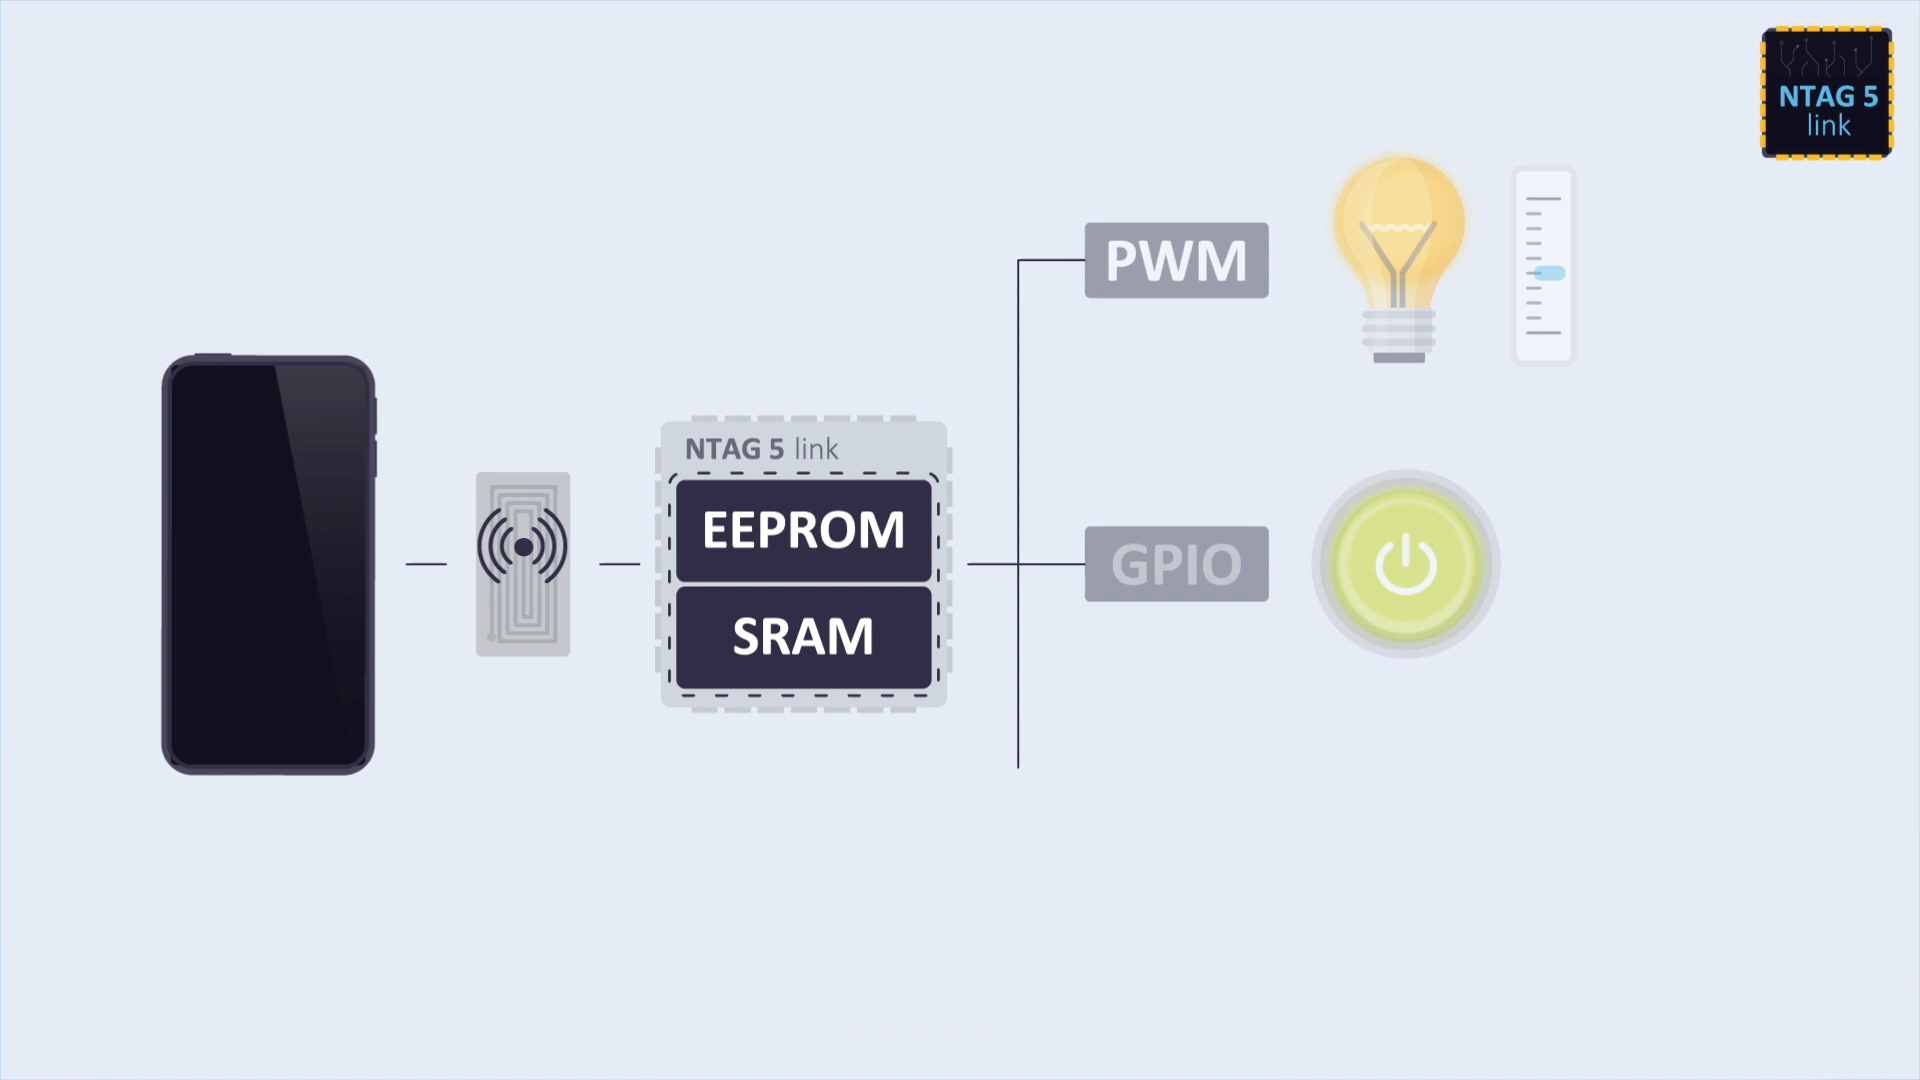 NTAG 5
link
PWM
NTAG 5 link
EEPROM
GPIO
SRAM